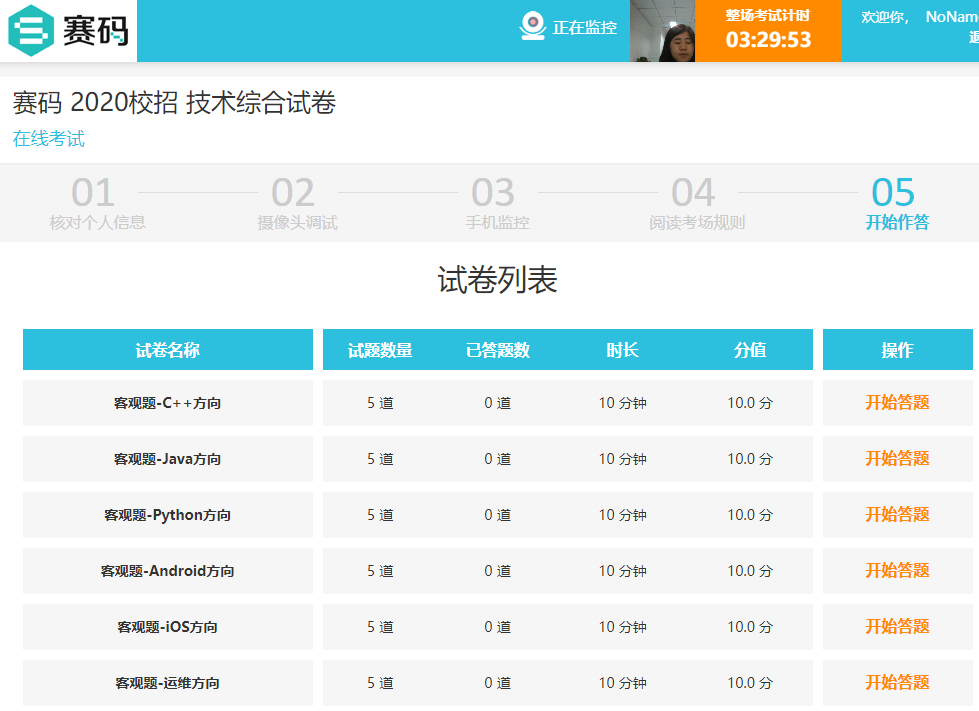 赛码
正在监控
整场考试计时
03:29:53
欢迎你， NoNam
赛码 2020校招 技术综合试卷
在线考试
01 02 03 04 05
核对个人信息 摄像头调试 手机监控 阅读考场规则 开始作答
试卷列表
试卷名称 试题数量 已答题数 时长 分值 操作
客观题-C++方向 5 道 0 道 10 分钟 10.0 分 开始答题
客观题-Java方向 5 道 0 道 10 分钟 10.0 分 开始答题
客观题-Python方向 5 道 0 道 10 分钟 10.0 分 开始答题
客观题-Android方向 5 道 0 道 10 分钟 10.0 分 开始答题
客观题-iOS方向 5 道 0 道 10 分钟 10.0 分 开始答题
客观题-运维方向 5 道 0 道 10 分钟 10.0 分 开始答题